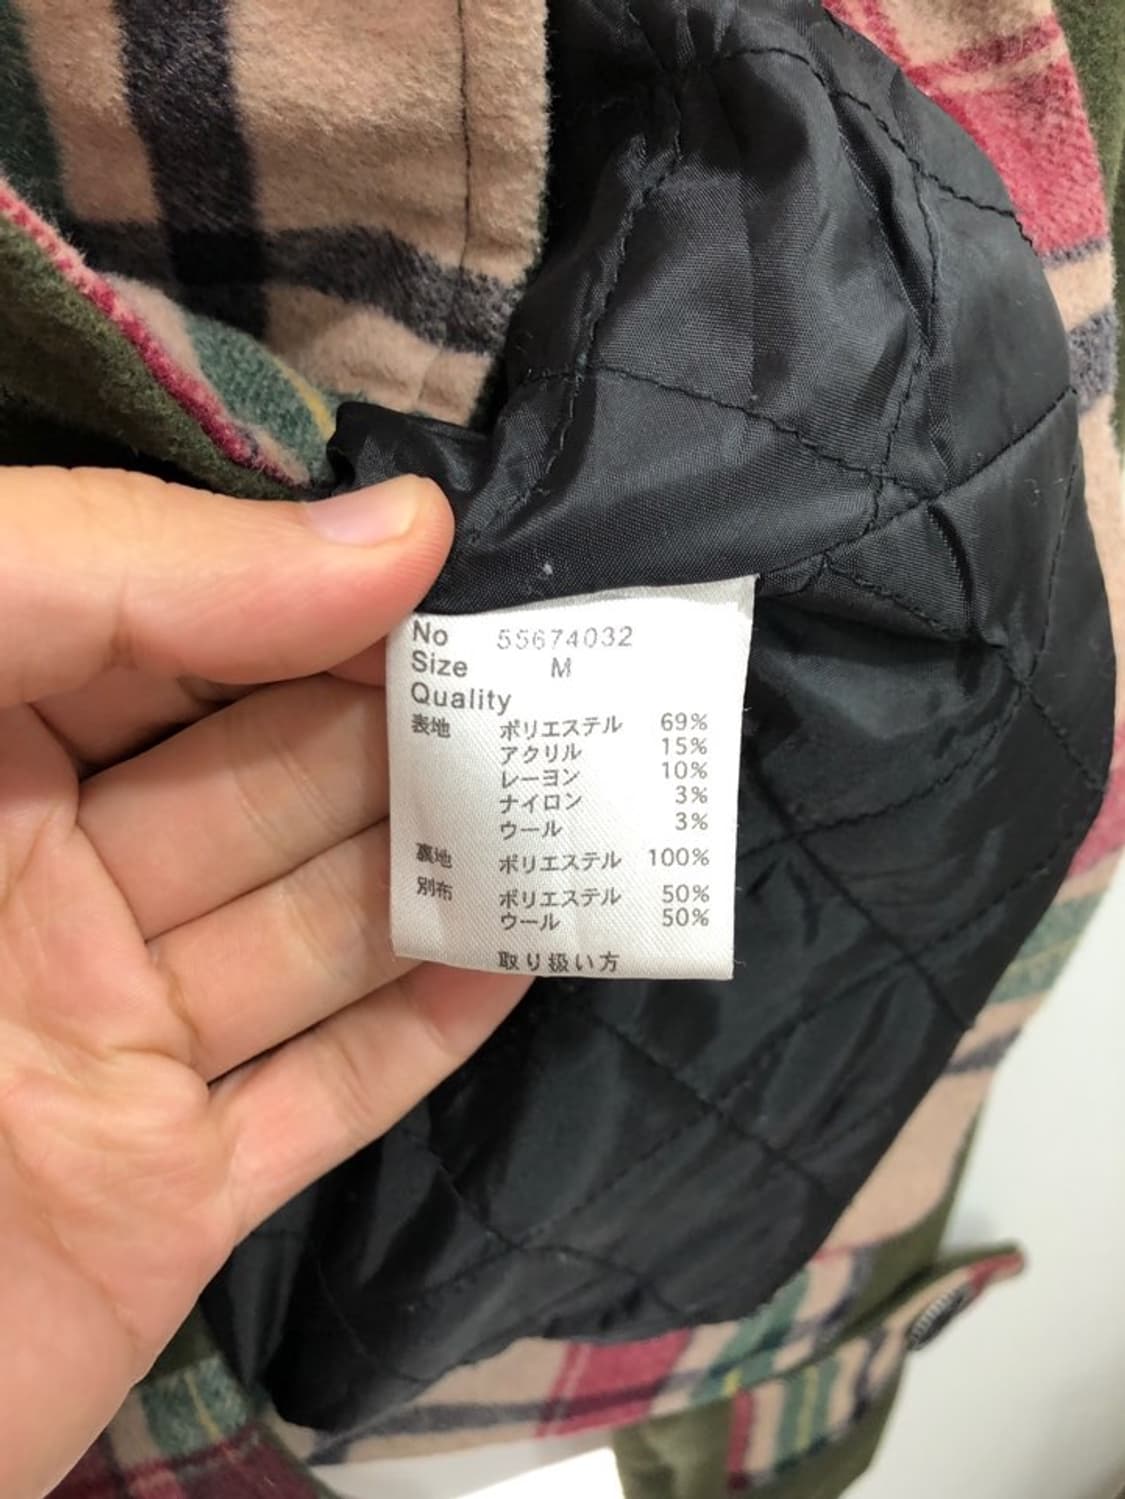 No 55674032
Size M
Quality
表地 ポリエステル 69%
アクリル 15%
レーヨン 10%
ナイロン 3%
ウール 3%
裏地 ポリエステル 100%
別布 ポリエステル 50%
ウール 50%
取り扱い方